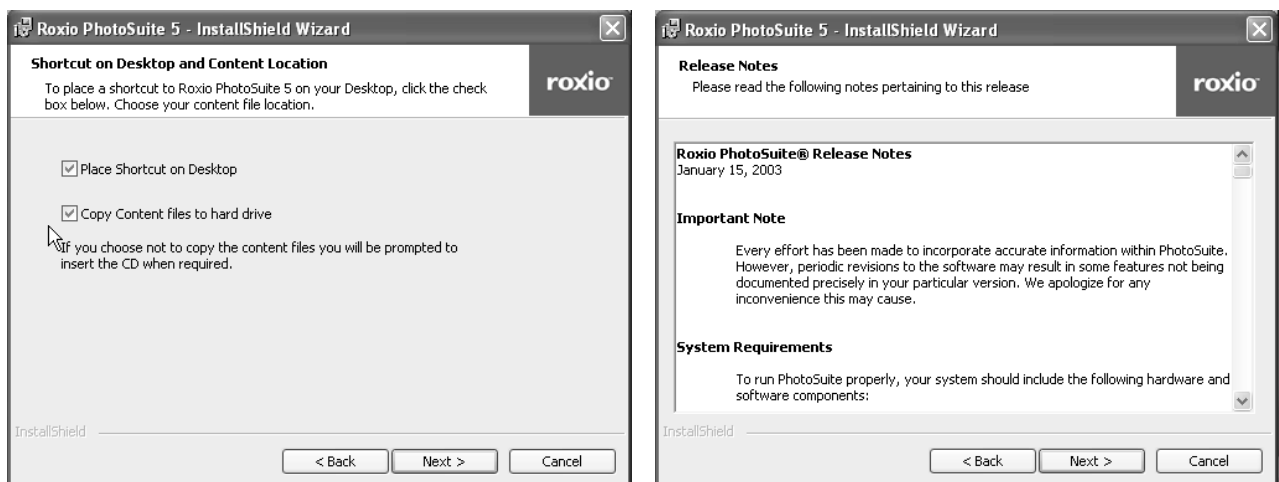 Roxio PhotoSuite 5 - InstallShield Wizard
Shortcut on Desktop and Content Location
To place a shortcut to Roxio PhotoSuite 5 on your Desktop, click the check
box below. Choose your content file location.
roxio
Place Shortcut on Desktop
Copy Content files to hard drive
If you choose not to copy the content files you will be prompted to
insert the CD when required.
InstallShield
< Back
Next >
Cancel
Roxio PhotoSuite 5 - InstallShield Wizard
Release Notes
Please read the following notes pertaining to this release
roxio
Roxio PhotoSuite® Release Notes
January 15, 2003
Important Note
Every effort has been made to incorporate accurate information within PhotoSuite.
However, periodic revisions to the software may result in some features not being
documented precisely in your particular version. We apologize for any
inconvenience this may cause.
System Requirements
To run PhotoSuite properly, your system should include the following hardware and
software components:
InstallShield
< Back
Next >
Cancel